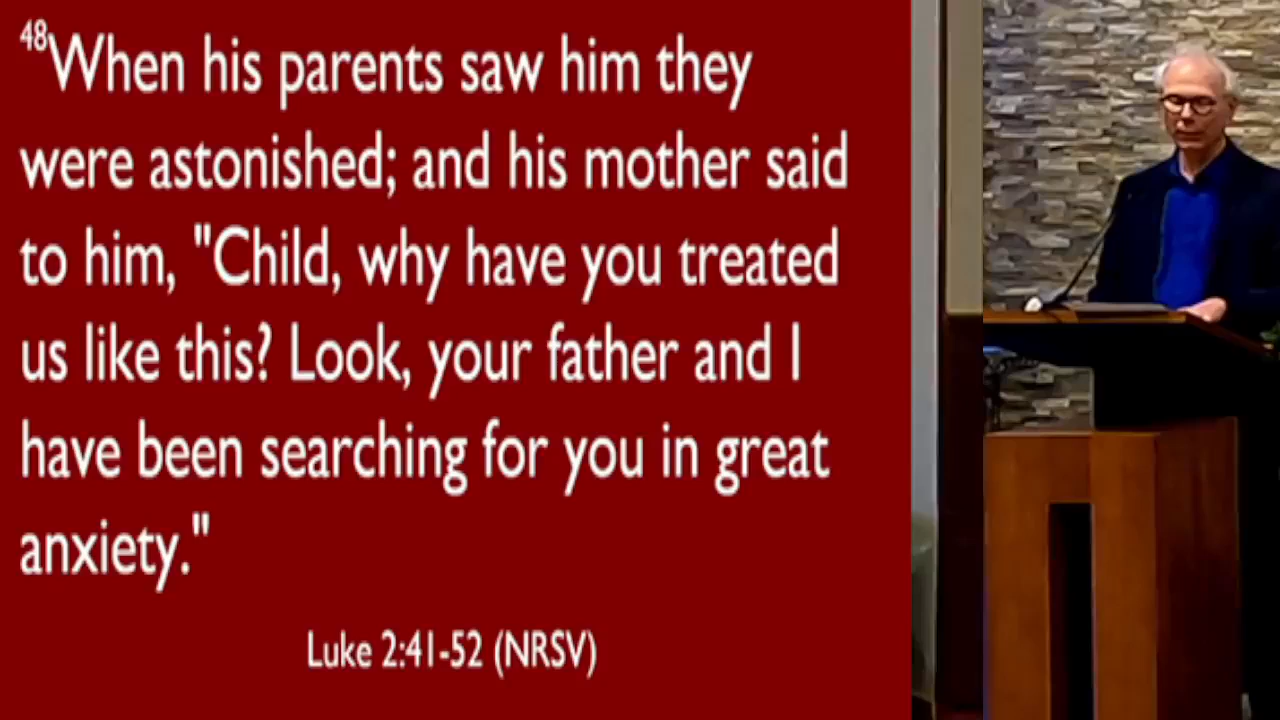 48When his parents saw him they
were astonished; and his mother said
to him, "Child, why have you treated
us like this? Look, your father and I
have been searching for you in great
anxiety."
Luke 2:41-52 (NRSV)